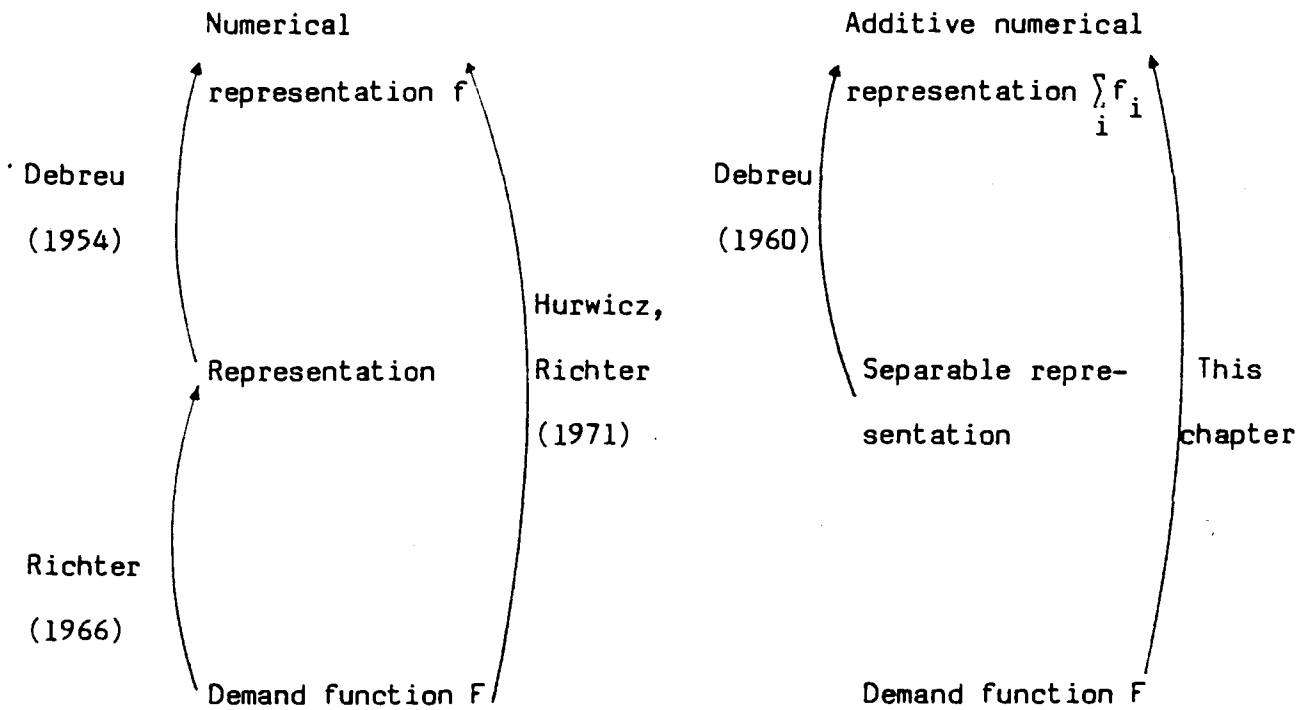 Numerical
representation f
Debreu
(1954)
Hurwicz,
Richter
(1971)
Representation
Richter
(1966)
Demand function F
Additive numerical
representation ∑ f i
i
Debreu
(1960)
Separable repre-
sentation
This
chapter
Demand function F